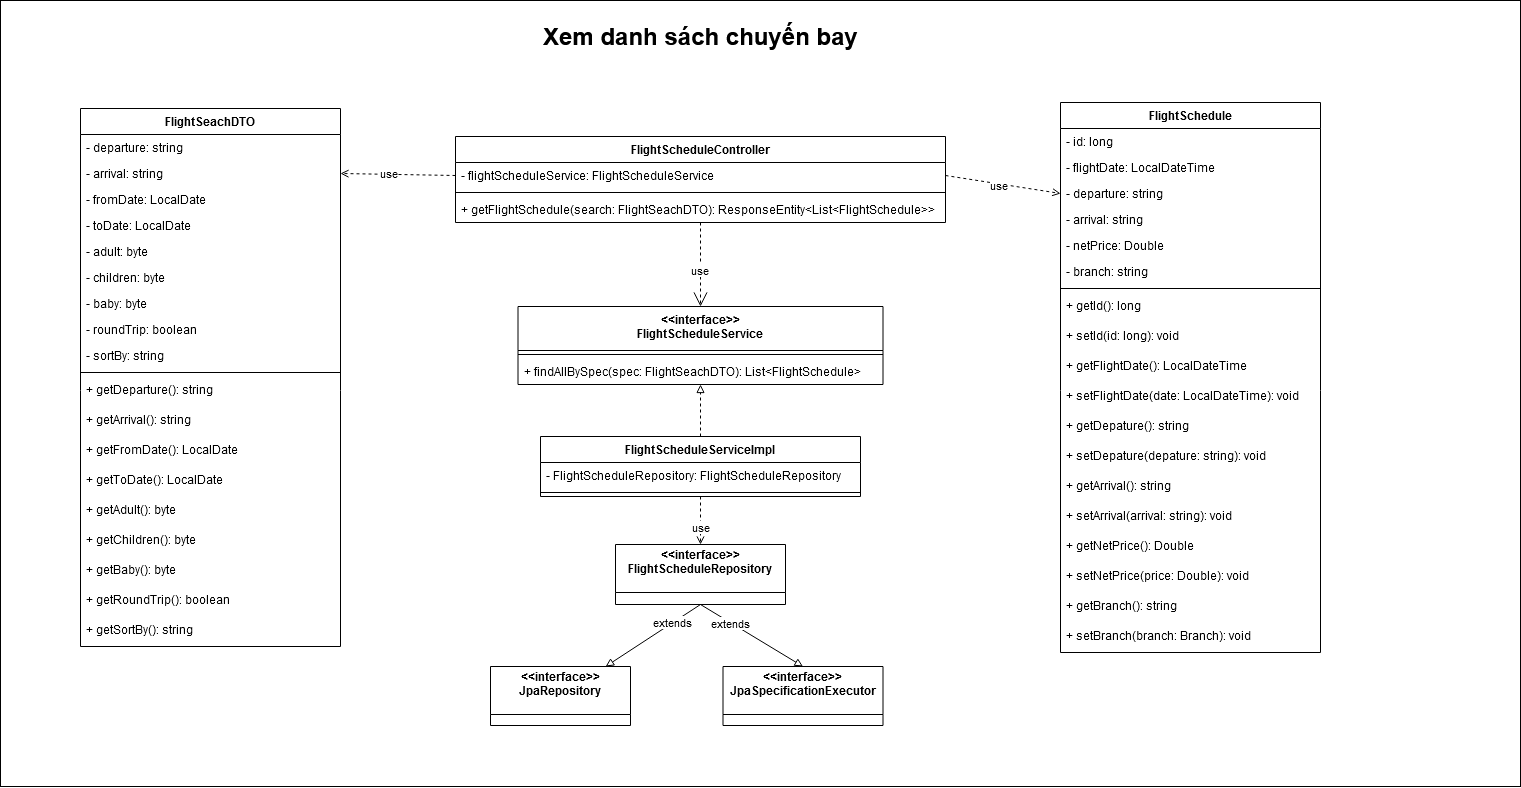 Xem danh sách chuyến bay
FlightSeachDTO
- departure: string
- arrival: string
- fromDate: LocalDate
- toDate: LocalDate
- adult: byte
- children: byte
- baby: byte
- roundTrip: boolean
- sortBy: string
+ getDeparture(): string
+ getArrival(): string
+ getFromDate(): LocalDate
+ getToDate(): LocalDate
+ getAdult(): byte
+ getChildren(): byte
+ getBaby(): byte
+ getRoundTrip(): boolean
+ getSortBy(): string
use
FlightScheduleController
- flightScheduleService: FlightScheduleService
+ getFlightSchedule(search: FlightSeachDTO): ResponseEntity<List<FlightSchedule>>
use
use
<<interface>>
FlightScheduleService
+ findAllBySpec(spec: FlightSeachDTO): List<FlightSchedule>
FlightScheduleServiceImpl
- FlightScheduleRepository: FlightScheduleRepository
use
<<interface>>
FlightScheduleRepository
extends
extends
<<interface>>
JpaRepository
<<interface>>
JpaSpecificationExecutor
FlightSchedule
- id: long
- flightDate: LocalDateTime
- departure: string
- arrival: string
- netPrice: Double
- branch: string
+ getId(): long
+ setId(id: long): void
+ getFlightDate(): LocalDateTime
+ setFlightDate(date: LocalDateTime): void
+ getDepature(): string
+ setDepature(depature: string): void
+ getArrival(): string
+ setArrival(arrival: string): void
+ getNetPrice(): Double
+ setNetPrice(price: Double): void
+ getBranch(): string
+ setBranch(branch: Branch): void